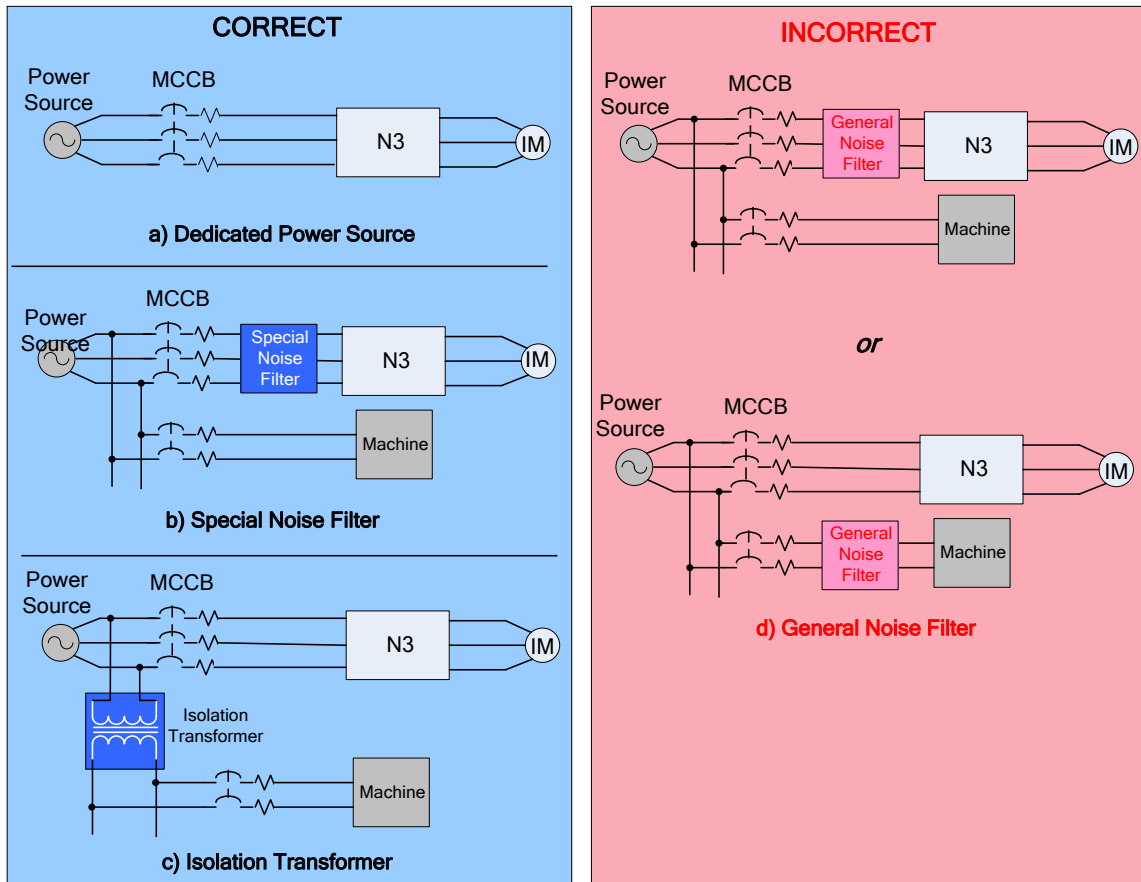 CORRECT
Power
Source
MCCB
N3
IM
a) Dedicated Power Source
Power
Source
MCCB
Special
Noise
Filter
N3
IM
Machine
b) Special Noise Filter
Power
Source
MCCB
N3
IM
Isolation
Transformer
Machine
c) Isolation Transformer
INCORRECT
Power
Source
MCCB
General
Noise
Filter
N3
IM
Machine
or
Power
Source
MCCB
N3
IM
General
Noise
Filter
Machine
d) General Noise Filter